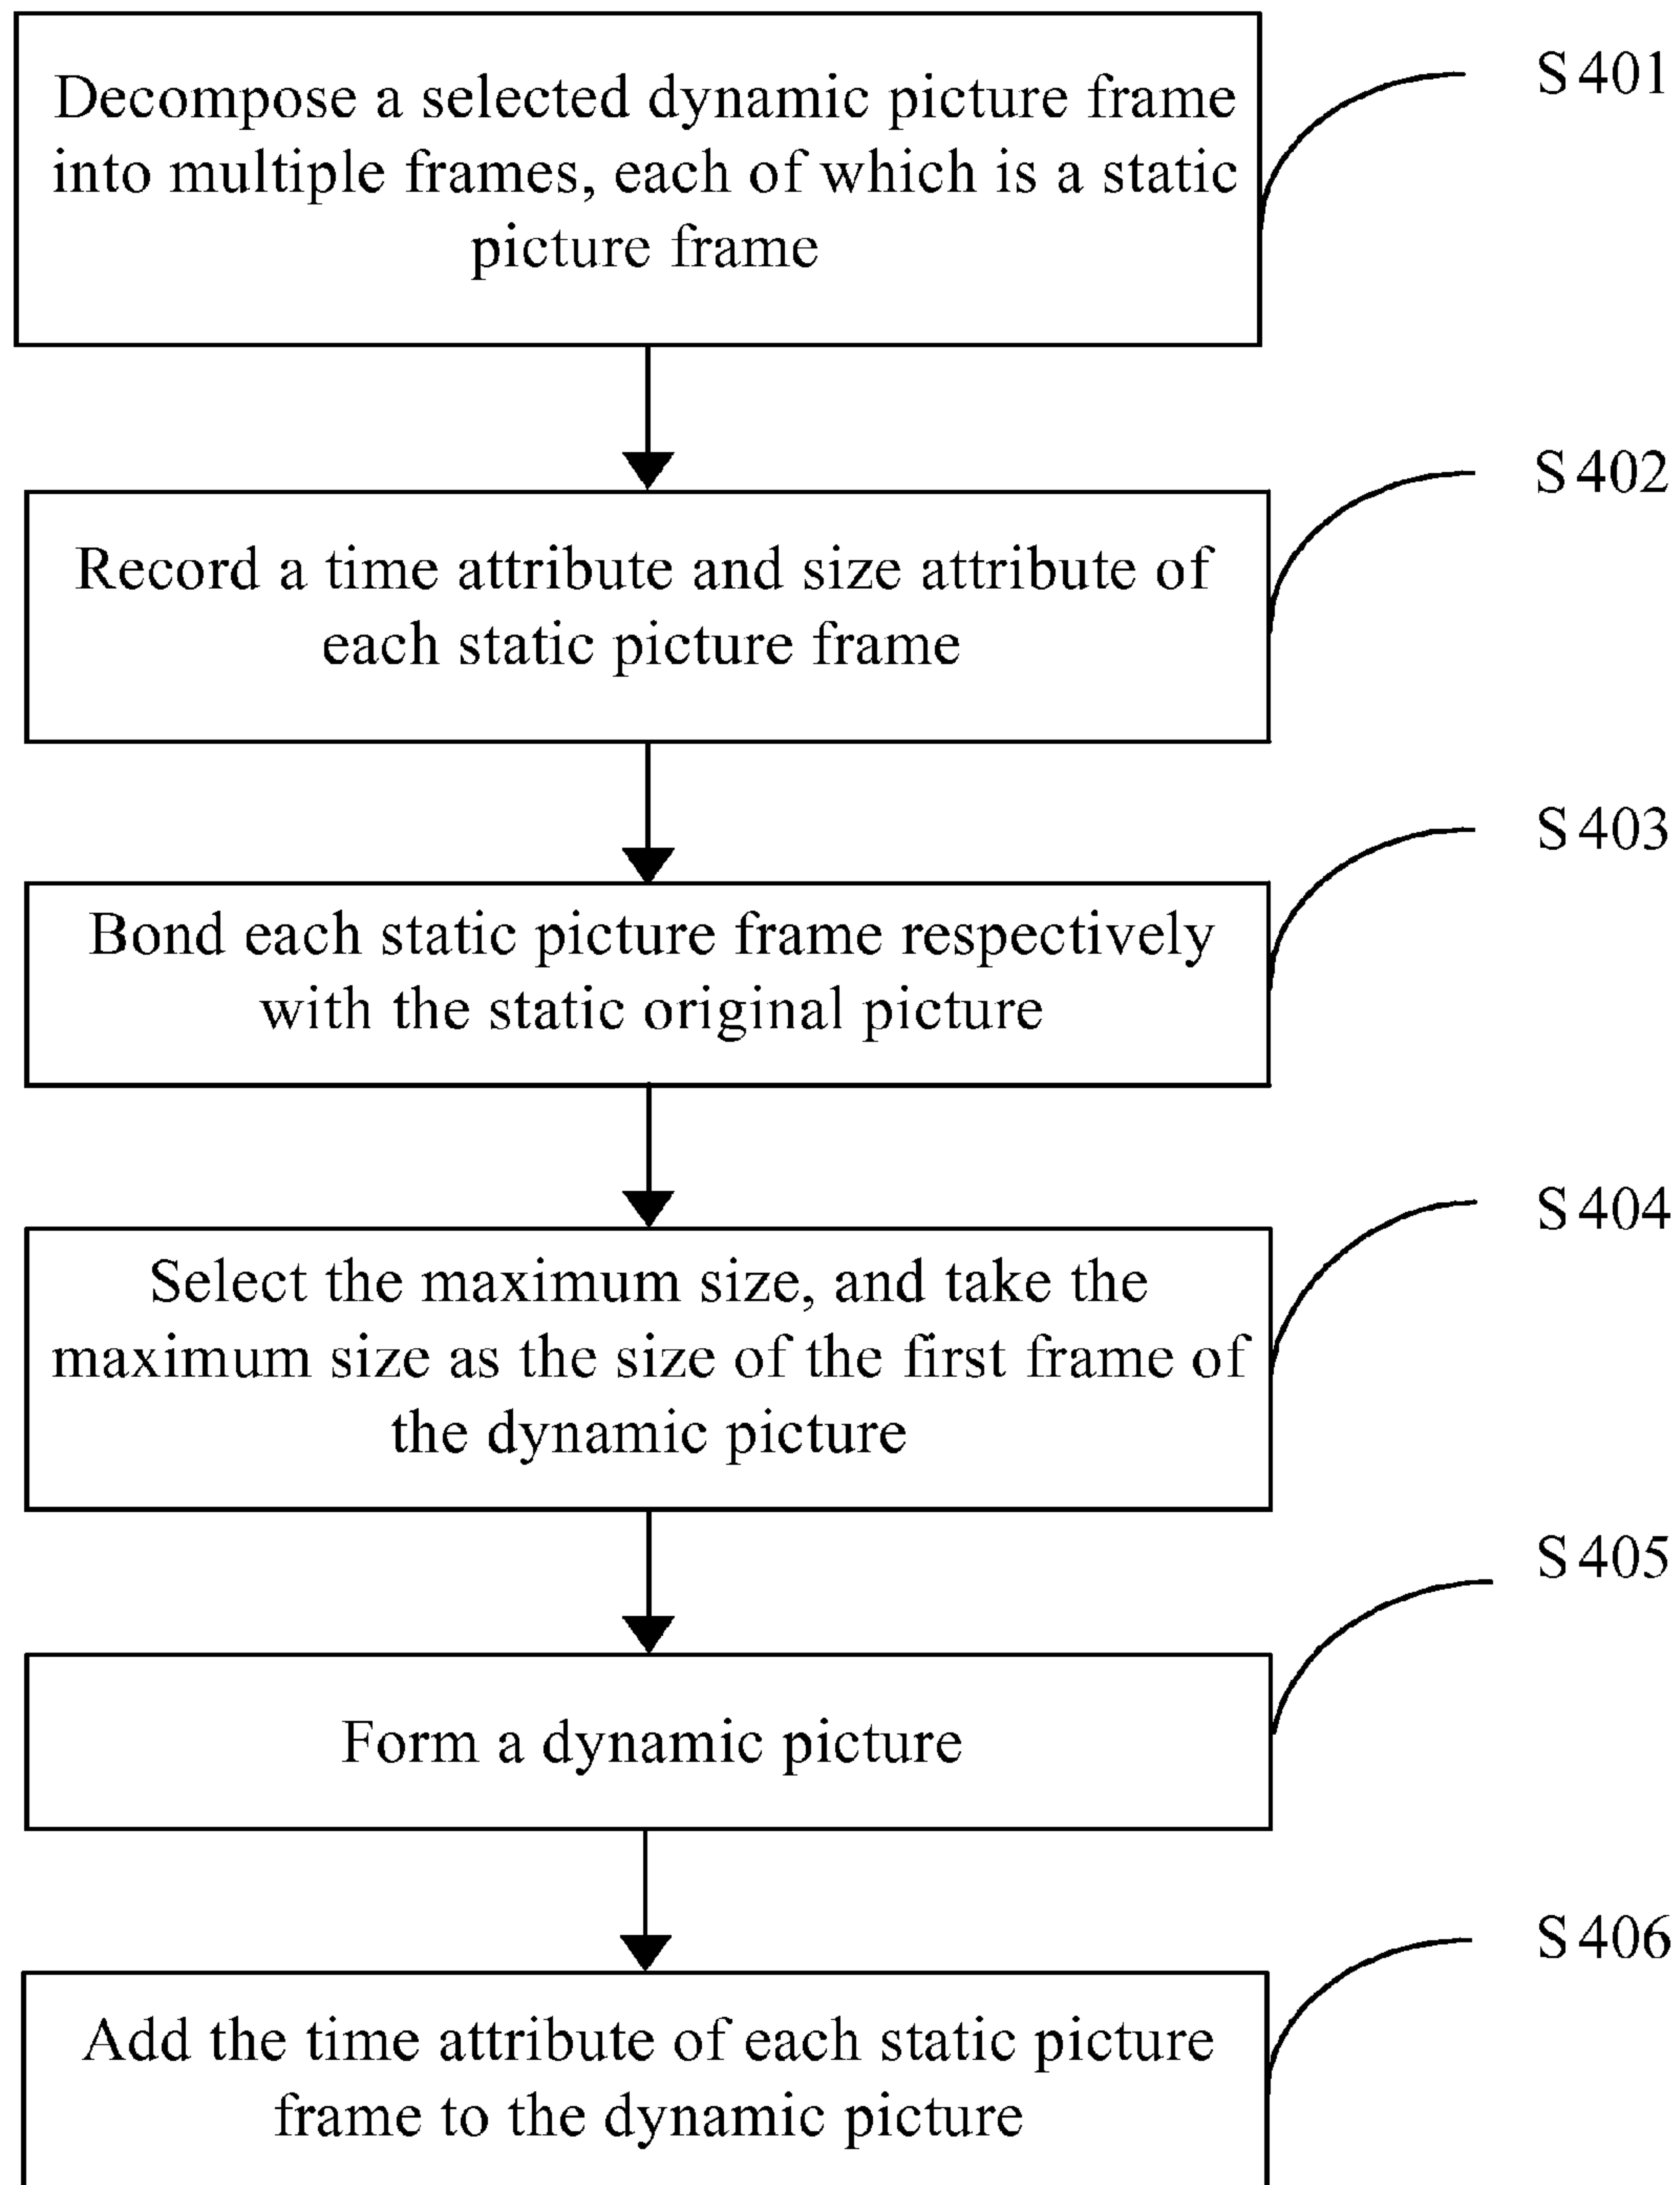 Decompose a selected dynamic picture frame
into multiple frames, each of which is a static
picture frame
S401
Record a time attribute and size attribute of
each static picture frame
S402
Bond each static picture frame respectively
with the static original picture
S403
Select the maximum size, and take the
maximum size as the size of the first frame of
the dynamic picture
S404
Form a dynamic picture
S405
Add the time attribute of each static picture
frame to the dynamic picture
S406